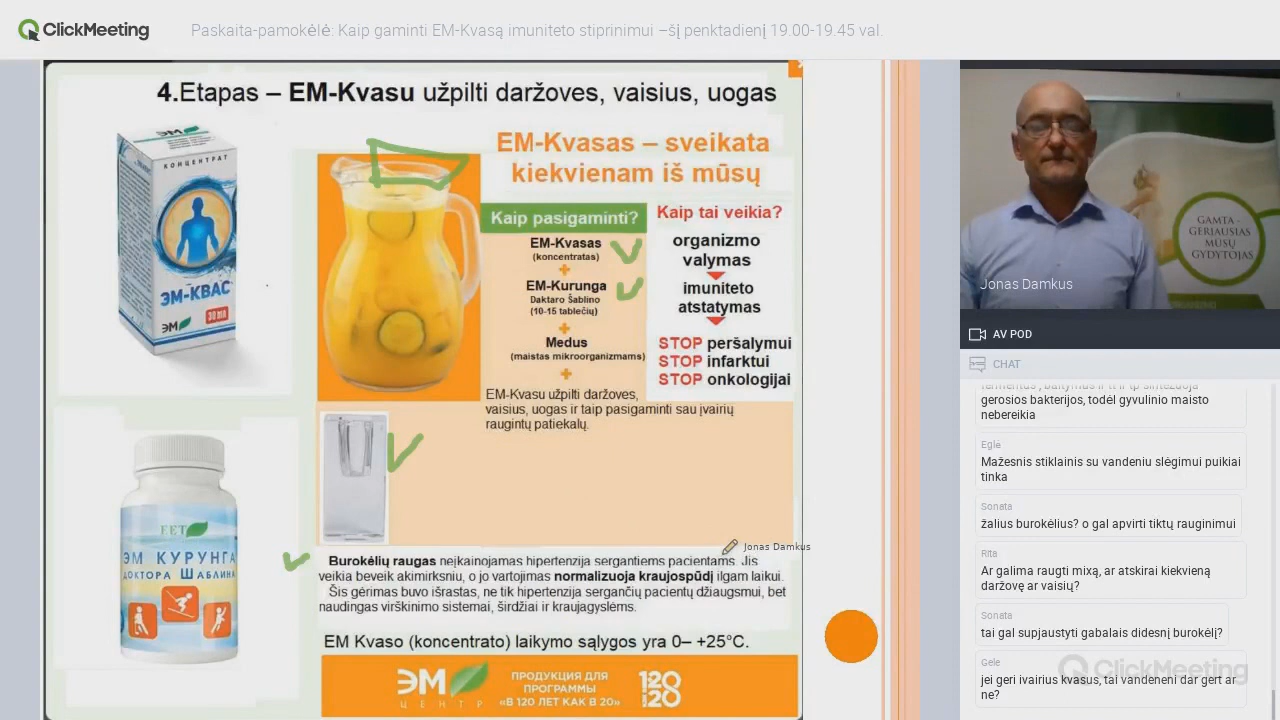 ClickMeeting
Paskaita-pamokėlė: Kaip gaminti EM-Kvasą imuniteto stiprinimui –šį penktadienį 19.00-19.45 val.
4.Etapas – EM-Kvasu užpilti daržoves, vaisius, uogas
ЭМ
КОНЦЕНТРАТ
ЭМ-КВАС
30 мл
ЭМ
EM-Kvasas – sveikata
kiekvienam iš mūsų
Kaip pasigaminti?
EM-Kvasas
(koncentratas)
+
EM-Kurunga
Daktaro Šablino
(10-15 tablečių)
+
Medus
(maistas mikroorganizmams)
+
EM-Kvasu užpilti daržoves,
vaisius, uogas ir taip pasigaminti sau įvairių
raugintų patiekalų.
Kaip tai veikia?
organizmo
valymas
imuniteto
atstatymas
STOP peršalymui
STOP infarktui
STOP onkologijai
ЭМ КУРУНГА
ДОКТОРА ШАБЛИНА
Jonas Damkus
Burokėlių raugas neįkainojamas hipertenzija sergantiems pacientams. Jis
veikia beveik akimirksniu, o jo vartojimas normalizuoja kraujospūdį ilgam laikui.
Šis gėrimas buvo išrastas, ne tik hipertenzija sergančių pacientų džiaugsmui, bet
naudingas virškinimo sistemai, širdžiai ir kraujagyslėms.
EM Kvaso (koncentrato) laikymo sąlygos yra 0– +25°C.
ЭМ
ЦЕНТР
ПРОДУКЦИЯ ДЛЯ
ПРОГРАММЫ
«В 120 ЛЕТ КАК В 20»
120
20
GAMTA -
GERIAUSIAS
MŪSŲ
GYDYTOJAS
Jonas Damkus
AV POD
CHAT
fermentus , baltymus ir tt ir tp sintezuoja
gerosios bakterijos, todėl gyvulinio maisto
nebereikia
Egle
Mažesnis stiklainis su vandeniu slėgimui puikiai
tinka
Sonata
žalius burokėlius? o gal apvirti tiktų rauginimui
Rita
Ar galima raugti mixą, ar atskirai kiekvieną
daržovę ar vaisių?
Sonata
tai gal supjaustyti gabalais didesnį burokėlį?
Gele
jei geri ivairius kvasus, tai vandeneni dar gert ar
ne?
ClickMeeting